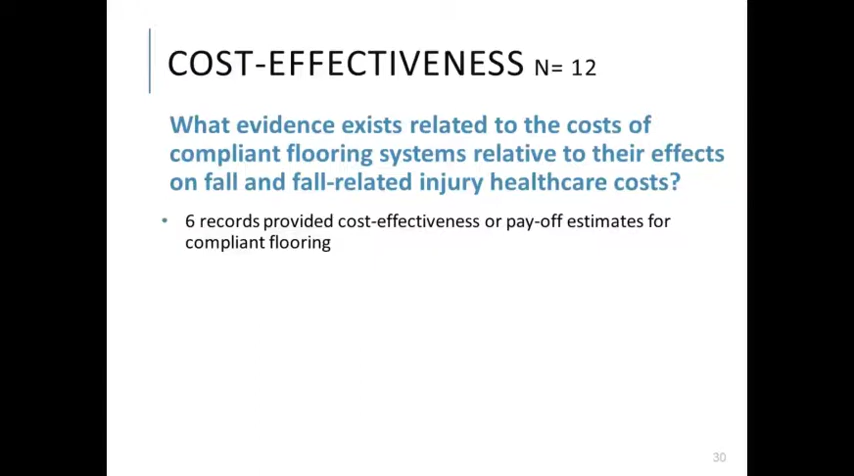 COST-EFFECTIVENESS N= 12
What evidence exists related to the costs of
compliant flooring systems relative to their effects
on fall and fall-related injury healthcare costs?
• 6 records provided cost-effectiveness or pay-off estimates for
compliant flooring
30